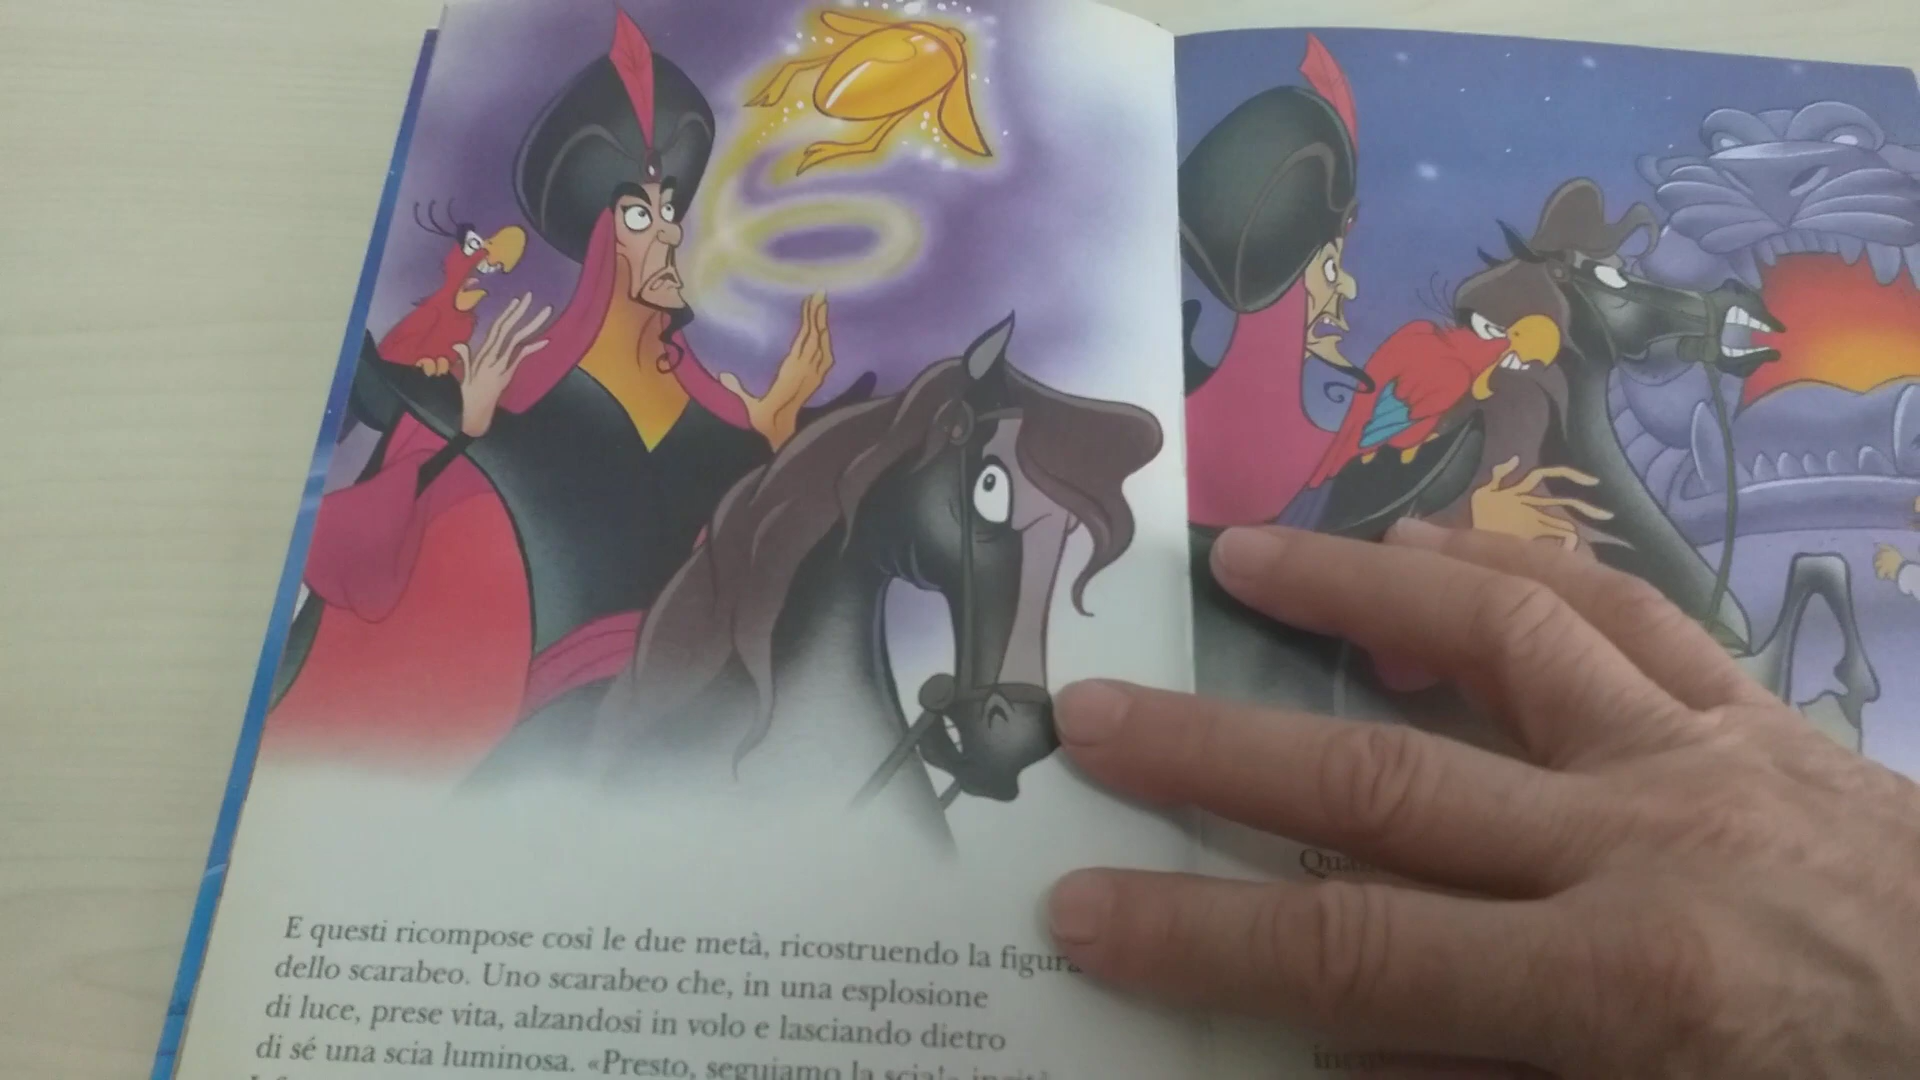 E questi ricompose così le due metà, ricostruendo la figura
dello scarabeo. Uno scarabeo che, in una esplosione
di luce, prese vita, alzandosi in volo e lasciando dietro
di sé una scia luminosa. «Presto, seguiamo la scia!»